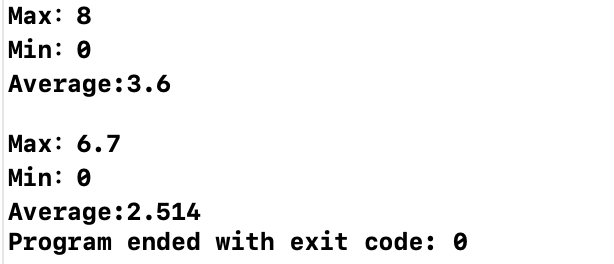 Max: 8
Min: 0
Average:3.6
Max: 6.7
Min: 0
Average:2.514
Program ended with exit code: 0